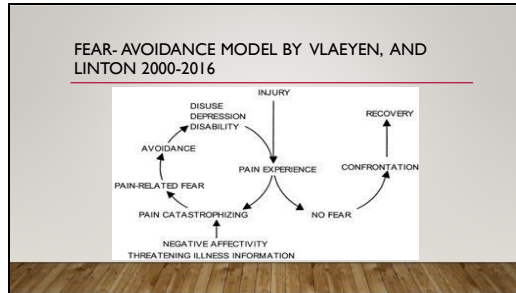 FEAR- AVOIDANCE MODEL BY VLAEYEN, AND
LINTON 2000-2016
INJURY
DISUSE
DEPRESSION
DISABILITY
RECOVERY
AVOIDANCE
PAIN EXPERIENCE
CONFRONTATION
PAIN-RELATED FEAR
PAIN CATASTROPHIZING
NO FEAR
NEGATIVE AFFECTIVITY
THREATENING ILLNESS INFORMATION